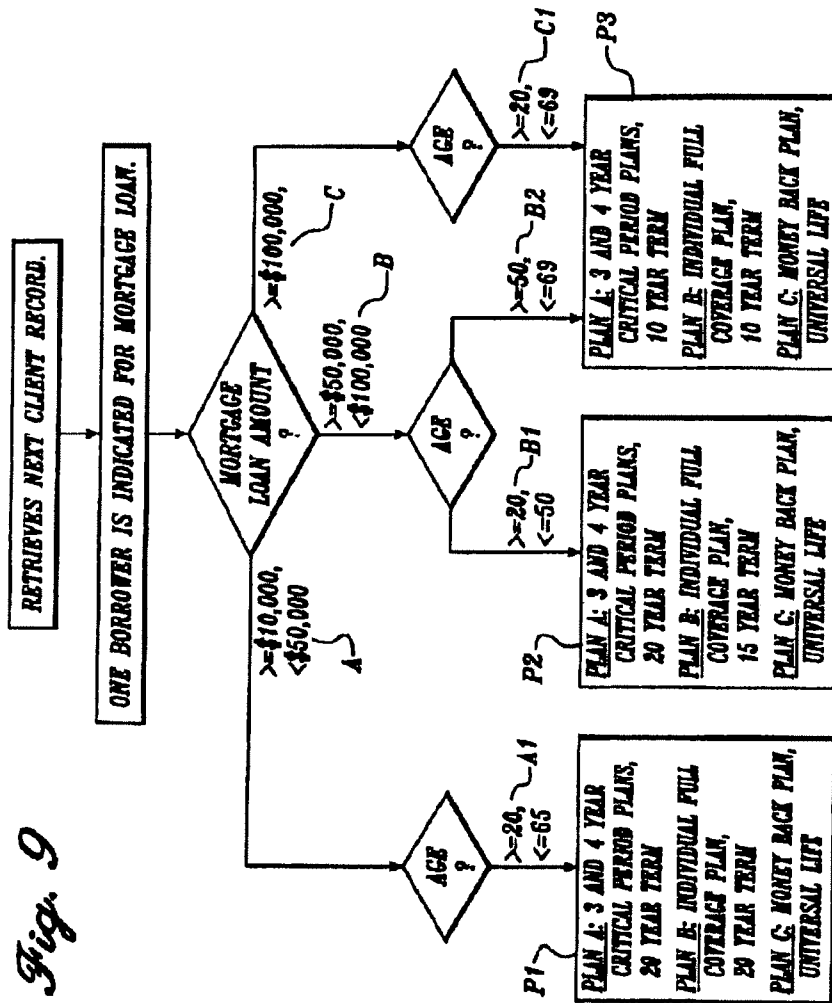 Fig. 9
RETRIEVES NEXT CLIENT RECORD.
ONE BORROWER IS INDICATED FOR MORTGAGE LOAN.
MORTGAGE
LOAN AMOUNT
?
>=$10,000,
<$50,000
A
>=$50,000,
<$100,000
B
>=$100,000,
C
AGE
?
>=20,
<=65
A1
AGE
?
>=20,
<=50
B1
>=50,
<=69
B2
AGE
?
>=20,
<=69
C1
P1
PLAN A: 3 AND 4 YEAR
CRITICAL PERIOD PLANS,
20 YEAR TERM
PLAN B: INDIVIDUAL FULL
COVERAGE PLAN,
20 YEAR TERM
PLAN C: MONEY BACK PLAN,
UNIVERSAL LIFE
P2
PLAN A: 3 AND 4 YEAR
CRITICAL PERIOD PLANS,
20 YEAR TERM
PLAN B: INDIVIDUAL FULL
COVERAGE PLAN,
15 YEAR TERM
PLAN C: MONEY BACK PLAN,
UNIVERSAL LIFE
P3
PLAN A: 3 AND 4 YEAR
CRITICAL PERIOD PLANS,
10 YEAR TERM
PLAN B: INDIVIDUAL FULL
COVERAGE PLAN,
10 YEAR TERM
PLAN C: MONEY BACK PLAN,
UNIVERSAL LIFE